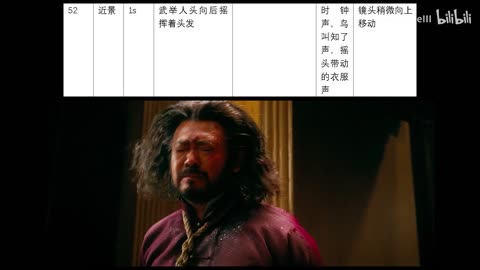 52 近景 1s 武举人头向后摇 时 钟 镜头稍微向上
挥着头发 声，鸟 移动
叫知了
声，摇
头带动
的衣服
声
elll bilibili